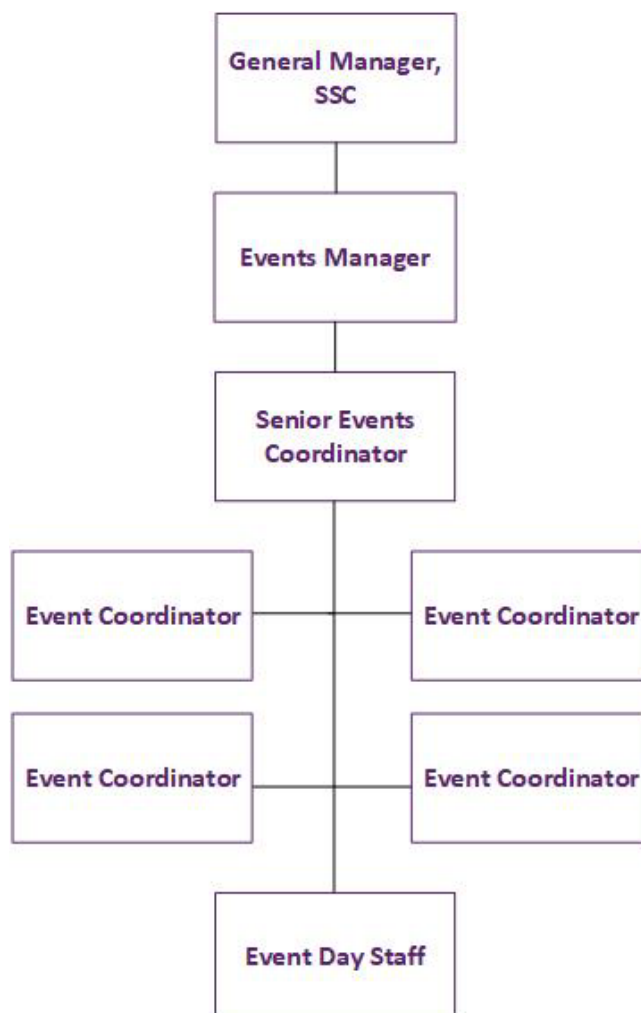 General Manager,
SSC
Events Manager
Senior Events
Coordinator
Event Coordinator
Event Coordinator
Event Coordinator
Event Coordinator
Event Day Staff